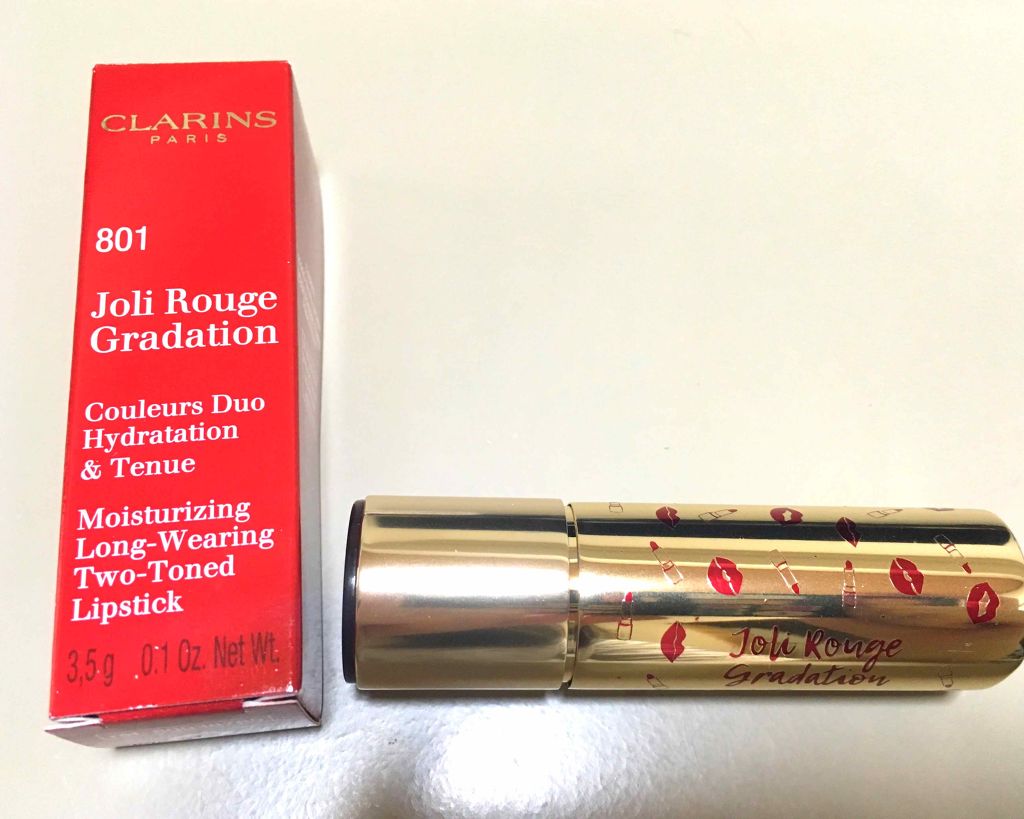 CLARINS
PARIS
801
Joli Rouge
Gradation
Couleurs Duo
Hydratation
& Tenue
Moisturizing
Long-Wearing
Two-Toned
Lipstick
3,5 g .0.1 Oz. Net Wt.
Joli Rouge
Gradation